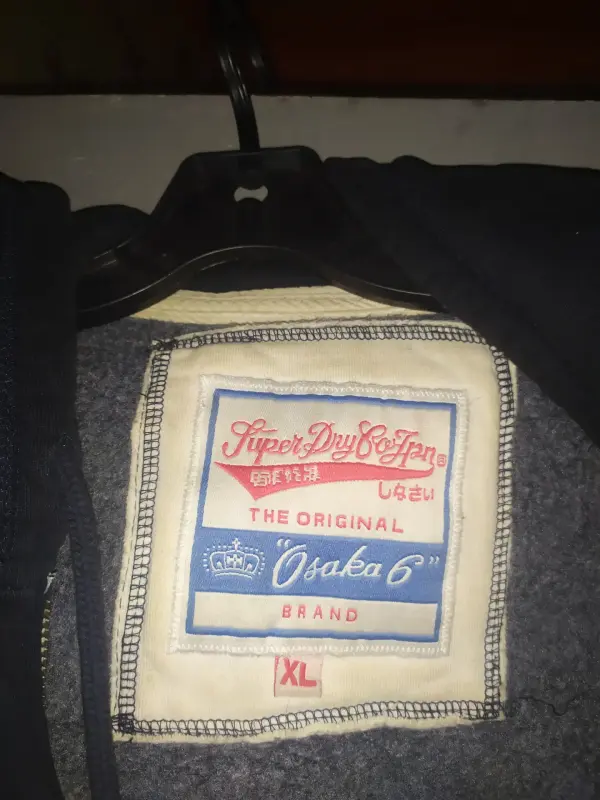 Super Dry Co. Jpn ®
しなさい
THE ORIGINAL
"Osaka 6"
BRAND
XL